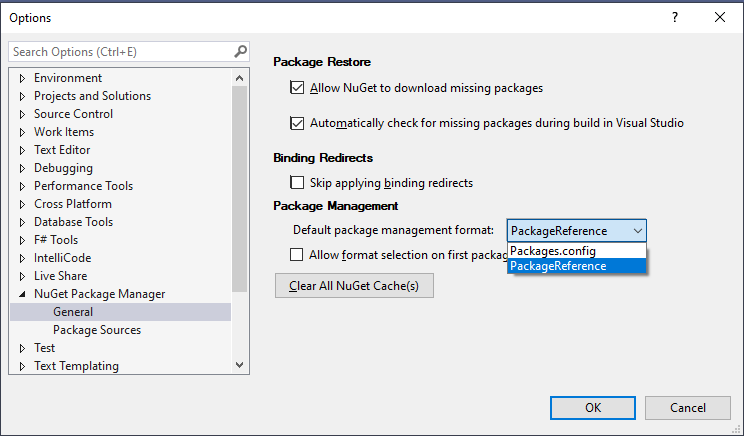 Options
Search Options (Ctrl+E)
Environment
Projects and Solutions
Source Control
Work Items
Text Editor
Debugging
Performance Tools
Cross Platform
Database Tools
F# Tools
IntelliCode
Live Share
NuGet Package Manager
General
Package Sources
Test
Text Templating
Package Restore
Allow NuGet to download missing packages
Automatically check for missing packages during build in Visual Studio
Binding Redirects
Skip applying binding redirects
Package Management
Default package management format: PackageReference
Packages.config
PackageReference
Allow format selection on first packag
Clear All NuGet Cache(s)
OK Cancel